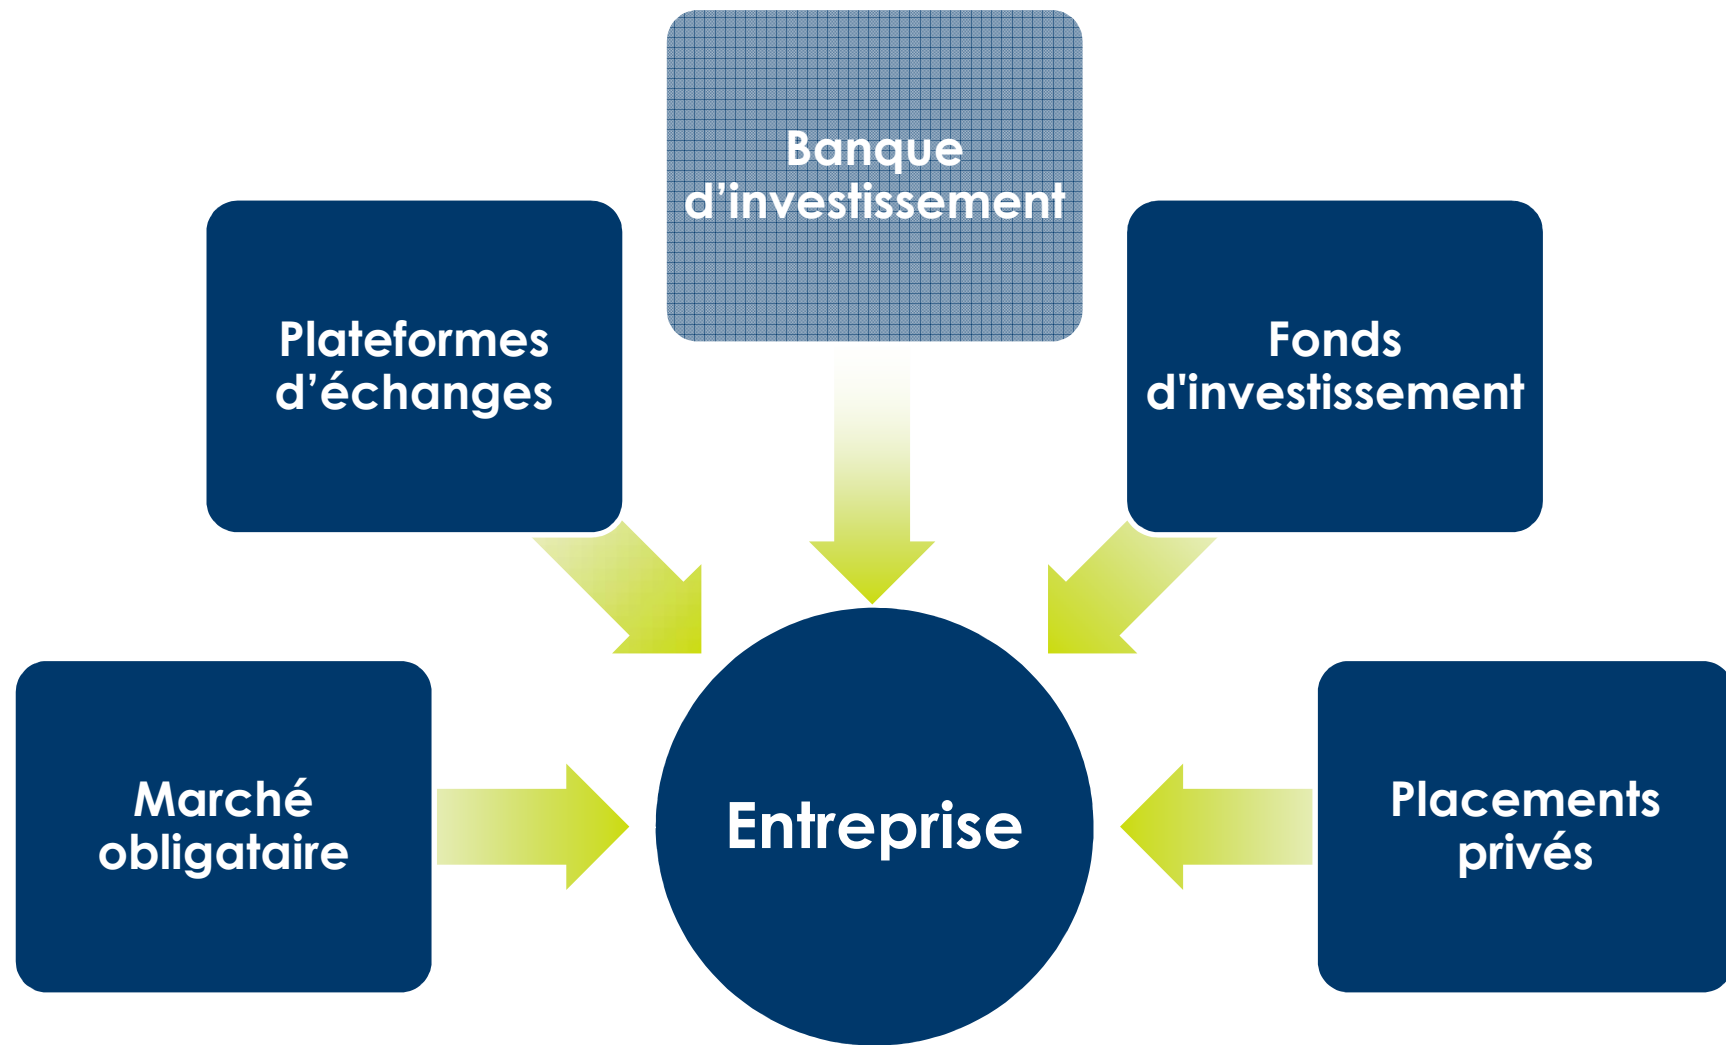 Banque
d’investissement
Plateformes
d’échanges
Fonds
d'investissement
Marché
obligataire
Entreprise
Placements
privés